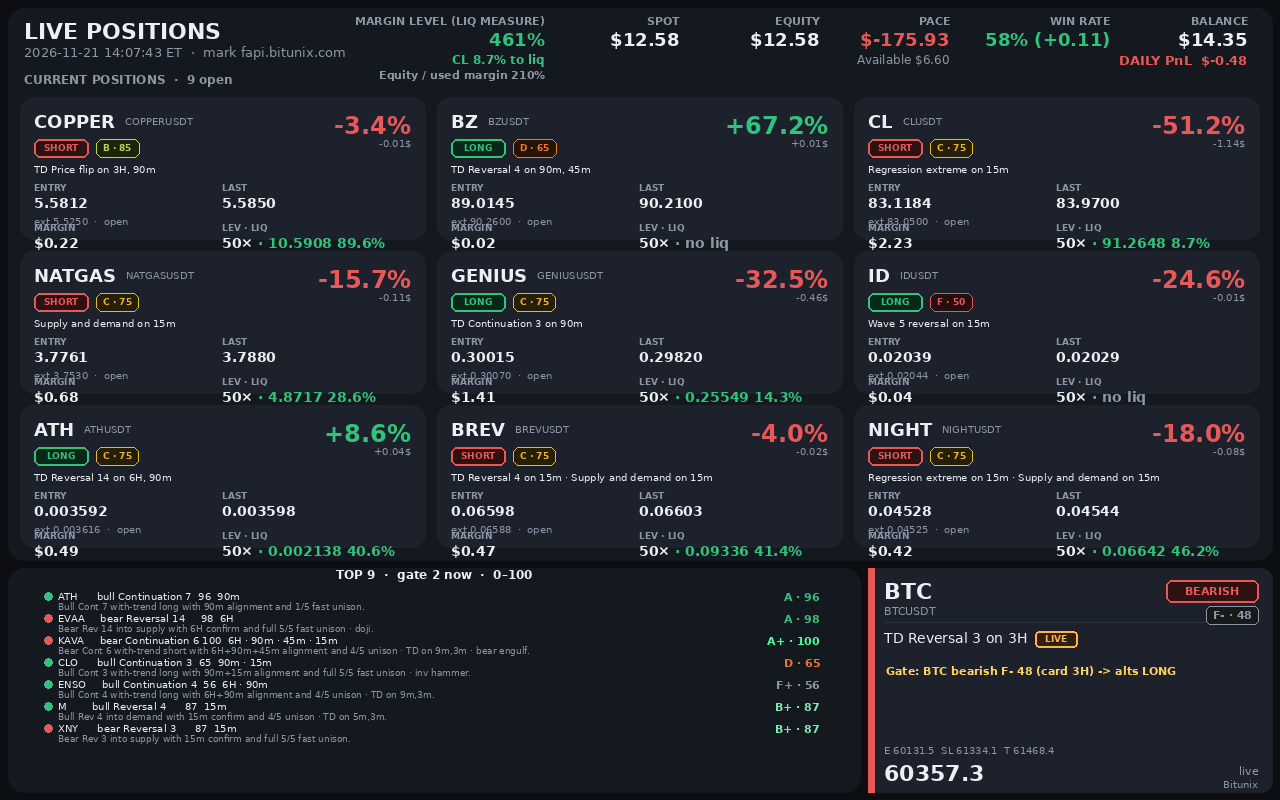 LIVE POSITIONS
2026-11-21 14:07:43 ET · mark fapi.bitunix.com
CURRENT POSITIONS · 9 open
MARGIN LEVEL (LIQ MEASURE)
461%
CL 8.7% to liq
Equity / used margin 210%
SPOT
$12.58
EQUITY
$12.58
PACE
$-175.93
Available $6.60
WIN RATE
58% (+0.11)
BALANCE
$14.35
DAILY PnL $-0.48
COPPER COPPERUSDT
-3.4%
-0.01$
SHORT B · 85
TD Price flip on 3H, 90m
ENTRY LAST
5.5812 5.5850
ext 5.5250 · open
MARGIN LEV · LIQ
$0.22 50× · 10.5908 89.6%
BZ BZUSDT
+67.2%
+0.01$
LONG D · 65
TD Reversal 4 on 90m, 45m
ENTRY LAST
89.0145 90.2100
ext 90.2600 · open
MARGIN LEV · LIQ
$0.02 50× · no liq
CL CLUSDT
-51.2%
-1.14$
SHORT C · 75
Regression extreme on 15m
ENTRY LAST
83.1184 83.9700
ext 83.0500 · open
MARGIN LEV · LIQ
$2.23 50× · 91.2648 8.7%
NATGAS NATGASUSDT
-15.7%
-0.11$
SHORT C · 75
Supply and demand on 15m
ENTRY LAST
3.7761 3.7880
ext 3.7530 · open
MARGIN LEV · LIQ
$0.68 50× · 4.8717 28.6%
GENIUS GENIUSUSDT
-32.5%
-0.46$
LONG C · 75
TD Continuation 3 on 90m
ENTRY LAST
0.30015 0.29820
ext 0.30070 · open
MARGIN LEV · LIQ
$1.41 50× · 0.25549 14.3%
ID IDUSDT
-24.6%
-0.01$
LONG F · 50
Wave 5 reversal on 15m
ENTRY LAST
0.02039 0.02029
ext 0.02044 · open
MARGIN LEV · LIQ
$0.04 50× · no liq
ATH ATHUSDT
+8.6%
+0.04$
LONG C · 75
TD Reversal 14 on 6H, 90m
ENTRY LAST
0.003592 0.003598
ext 0.003616 · open
MARGIN LEV · LIQ
$0.49 50× · 0.002138 40.6%
BREV BREVUSDT
-4.0%
-0.02$
SHORT C · 75
TD Reversal 4 on 15m · Supply and demand on 15m
ENTRY LAST
0.06598 0.06603
ext 0.06588 · open
MARGIN LEV · LIQ
$0.47 50× · 0.09336 41.4%
NIGHT NIGHTUSDT
-18.0%
-0.08$
SHORT C · 75
Regression extreme on 15m · Supply and demand on 15m
ENTRY LAST
0.04528 0.04544
ext 0.04525 · open
MARGIN LEV · LIQ
$0.42 50× · 0.06642 46.2%
TOP 9 · gate 2 now · 0–100
ATH bull Continuation 7 96 90m A · 96
Bull Cont 7 with-trend long with 90m alignment and 1/5 fast unison.
EVAA bear Reversal 14 98 6H A · 98
Bear Rev 14 into supply with 6H confirm and full 5/5 fast unison · doji.
KAVA bear Continuation 6 100 6H · 90m · 45m · 15m A+ · 100
Bear Cont 6 with-trend short with 6H+90m+45m alignment and 4/5 unison · TD on 9m,3m · bear engulf.
CLO bull Continuation 3 65 90m · 15m D · 65
Bull Cont 3 with-trend long with 90m+15m alignment and full 5/5 fast unison · inv hammer.
ENSO bull Continuation 4 56 6H · 90m F+ · 56
Bull Cont 4 with-trend long with 6H+90m alignment and 4/5 unison · TD on 9m,3m.
M bull Reversal 4 87 15m B+ · 87
Bull Rev 4 into demand with 15m confirm and 4/5 unison · TD on 5m,3m.
XNY bear Reversal 3 87 15m B+ · 87
Bear Rev 3 into supply with 15m confirm and full 5/5 fast unison.
BTC
BEARISH
BTCUSDT
F- · 48
TD Reversal 3 on 3H LIVE
Gate: BTC bearish F- 48 (card 3H) -> alts LONG
E 60131.5 SL 61334.1 T 61468.4
60357.3
live
Bitunix